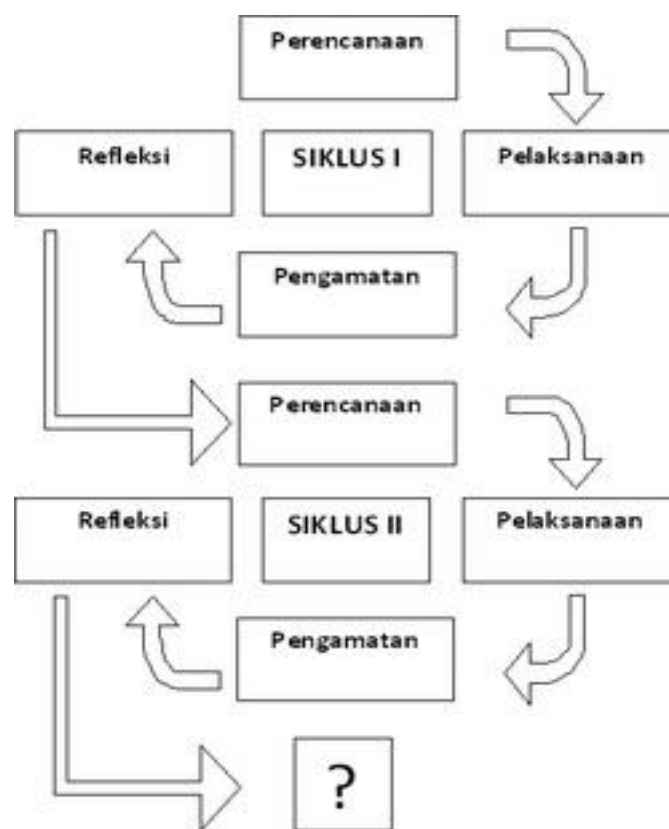 Perencanaan
Refleksi
SIKLUS I
Pelaksanaan
Pengamatan
Perencanaan
Refleksi
SIKLUS II
Pelaksanaan
Pengamatan
?